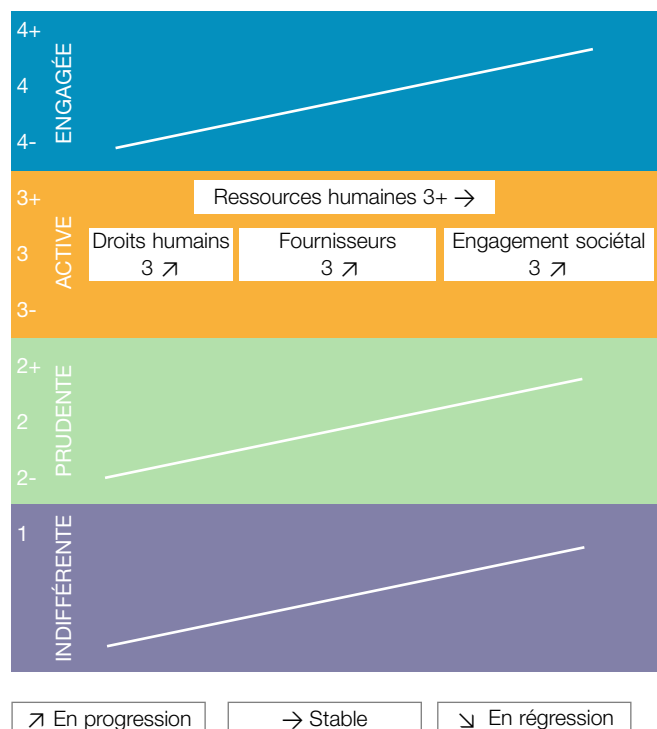 4+
4
4-
ENGAGÉE
3+
3
3-
ACTIVE
Ressources humaines 3+ →
Droits humains
3 ↗
Fournisseurs
3 ↗
Engagement sociétal
3 ↗
2+
2
2-
PRUDENTE
1
INDIFFÉRENTE
↗ En progression
→ Stable
↘ En régression